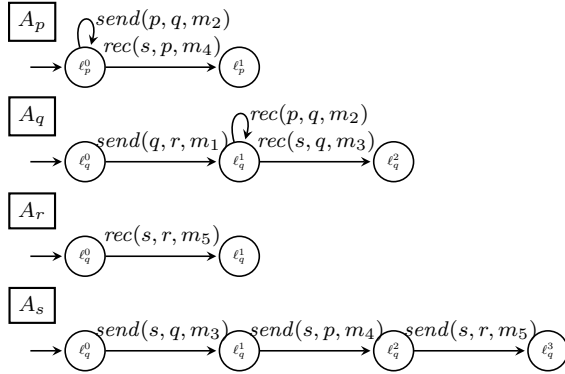 A_p
send(p, q, m_2)
rec(s, p, m_4)
ℓ_p^0 ℓ_p^1
A_q
rec(p, q, m_2)
send(q, r, m_1) rec(s, q, m_3)
ℓ_q^0 ℓ_q^1 ℓ_q^2
A_r
rec(s, r, m_5)
ℓ_q^0 ℓ_q^1
A_s
send(s, q, m_3) send(s, p, m_4) send(s, r, m_5)
ℓ_q^0 ℓ_q^1 ℓ_q^2 ℓ_q^3